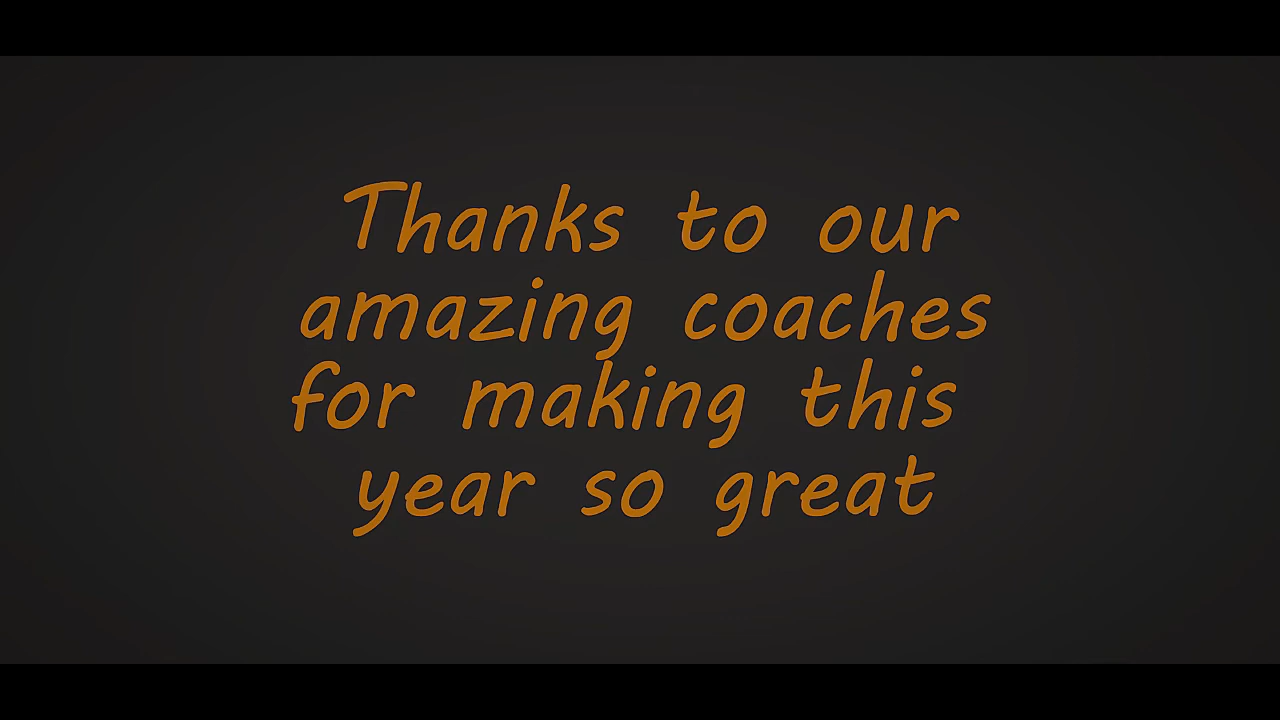 Thanks to our
amazing coaches
for making this
year so great